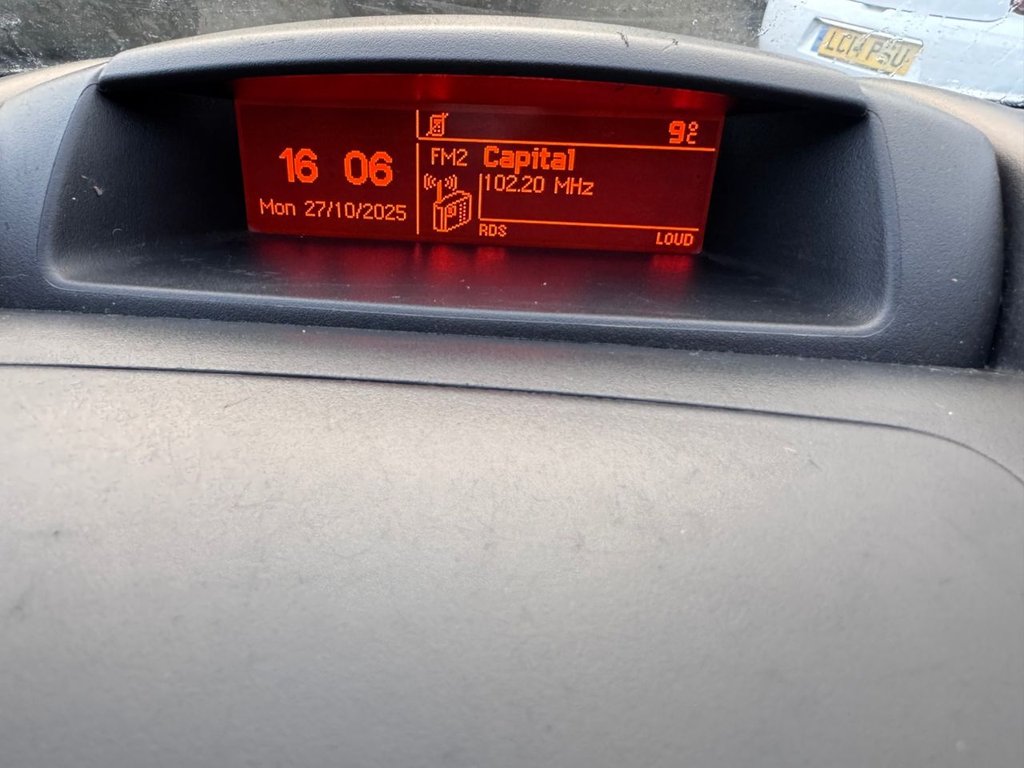 9°C
16 06
FM2 Capital
102.20 MHz
Mon 27/10/2025
RDS
LOUD